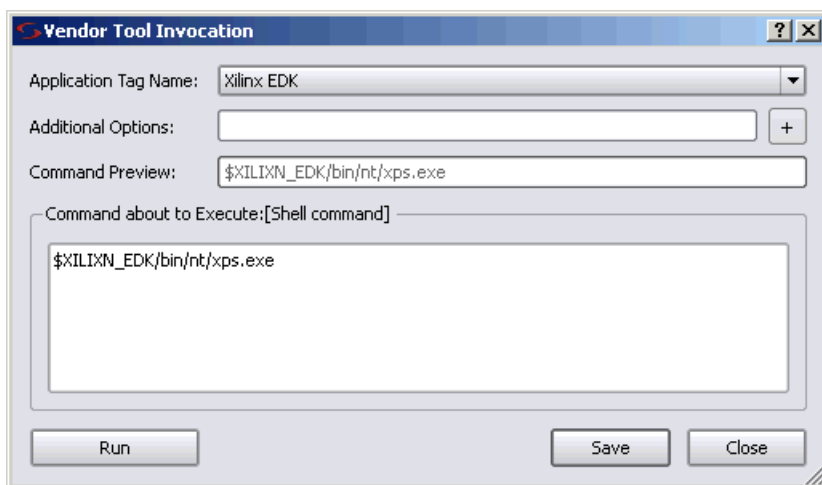 Vendor Tool Invocation
Application Tag Name: Xilinx EDK
Additional Options: +
Command Preview: $XILIXN_EDK/bin/nt/xps.exe
Command about to Execute:[Shell command]
$XILIXN_EDK/bin/nt/xps.exe
Run Save Close